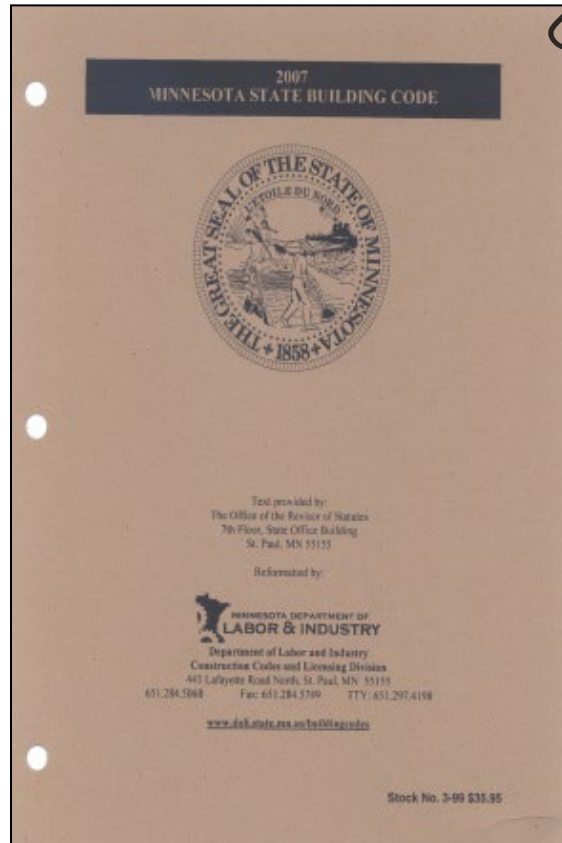 2007
MINNESOTA STATE BUILDING CODE
THE GREAT SEAL OF THE STATE OF MINNESOTA
L'ETOILE DU NORD
1858
Text provided by:
The Office of the Revisor of Statutes
7th Floor, State Office Building
St. Paul, MN 55155
Reformatted by:
MINNESOTA DEPARTMENT OF
LABOR & INDUSTRY
Department of Labor and Industry
Construction Codes and Licensing Division
443 Lafayette Road North, St. Paul, MN 55155
651.284.5068 Fax: 651.284.5749 TTY: 651.297.4198
www.doli.state.mn.us/buildingcodes
Stock No. 3-99 $35.95